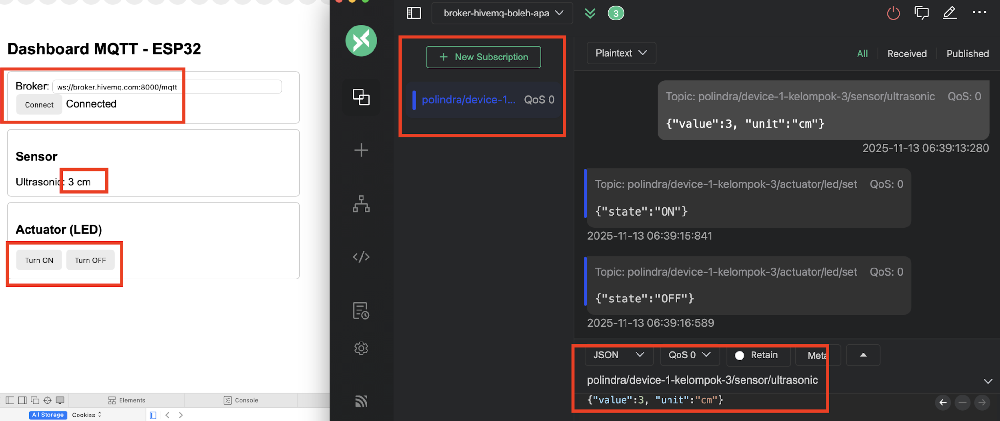 Dashboard MQTT - ESP32
Broker: ws://broker.hivemq.com:8000/mqtt
Connect Connected
Sensor
Ultrasonic: 3 cm
Actuator (LED)
Turn ON Turn OFF
Elements Console
All Storage Cookies
broker-hivemq-boleh-apa 3
+ New Subscription
polindra/device-1... QoS 0
Plaintext All Received Published
Topic: polindra/device-1-kelompok-3/sensor/ultrasonic QoS: 0
{"value":3, "unit":"cm"}
2025-11-13 06:39:13:280
Topic: polindra/device-1-kelompok-3/actuator/led/set QoS: 0
{"state":"ON"}
2025-11-13 06:39:15:841
Topic: polindra/device-1-kelompok-3/actuator/led/set QoS: 0
{"state":"OFF"}
2025-11-13 06:39:16:589
JSON QoS 0 Retain Meta
polindra/device-1-kelompok-3/sensor/ultrasonic
{"value":3, "unit":"cm"}